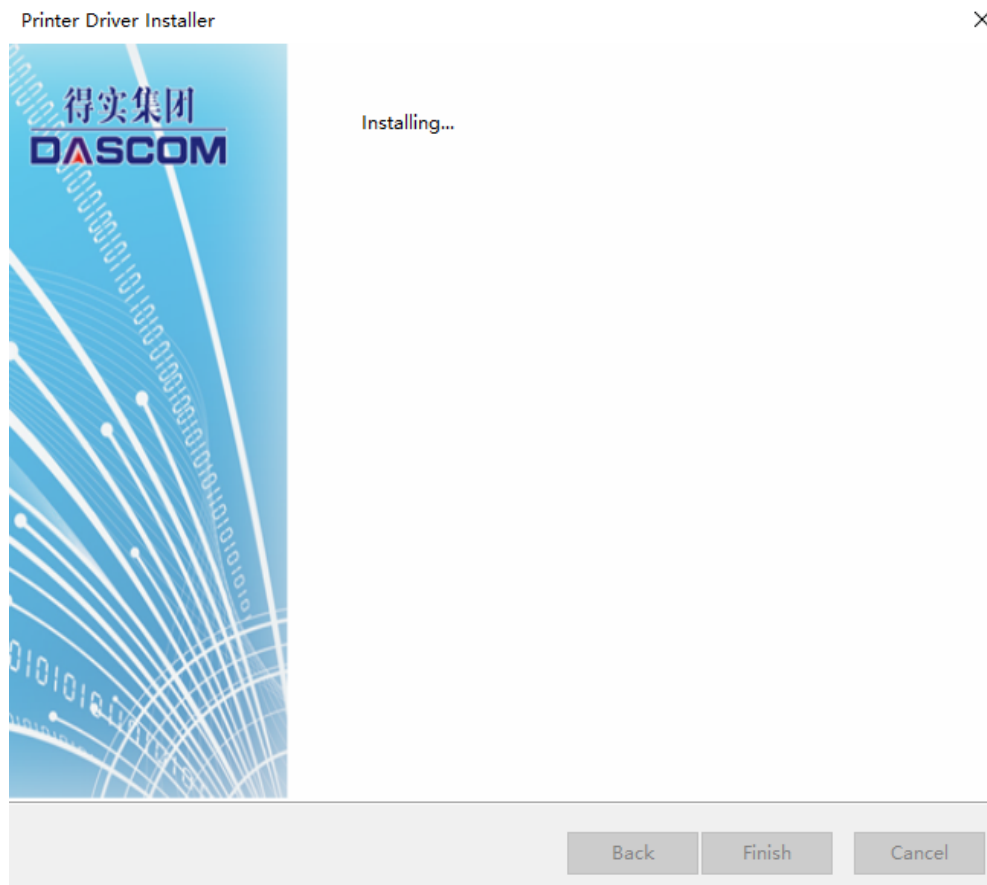 Printer Driver Installer
得实集团
DASCOM
Installing...
Back
Finish
Cancel